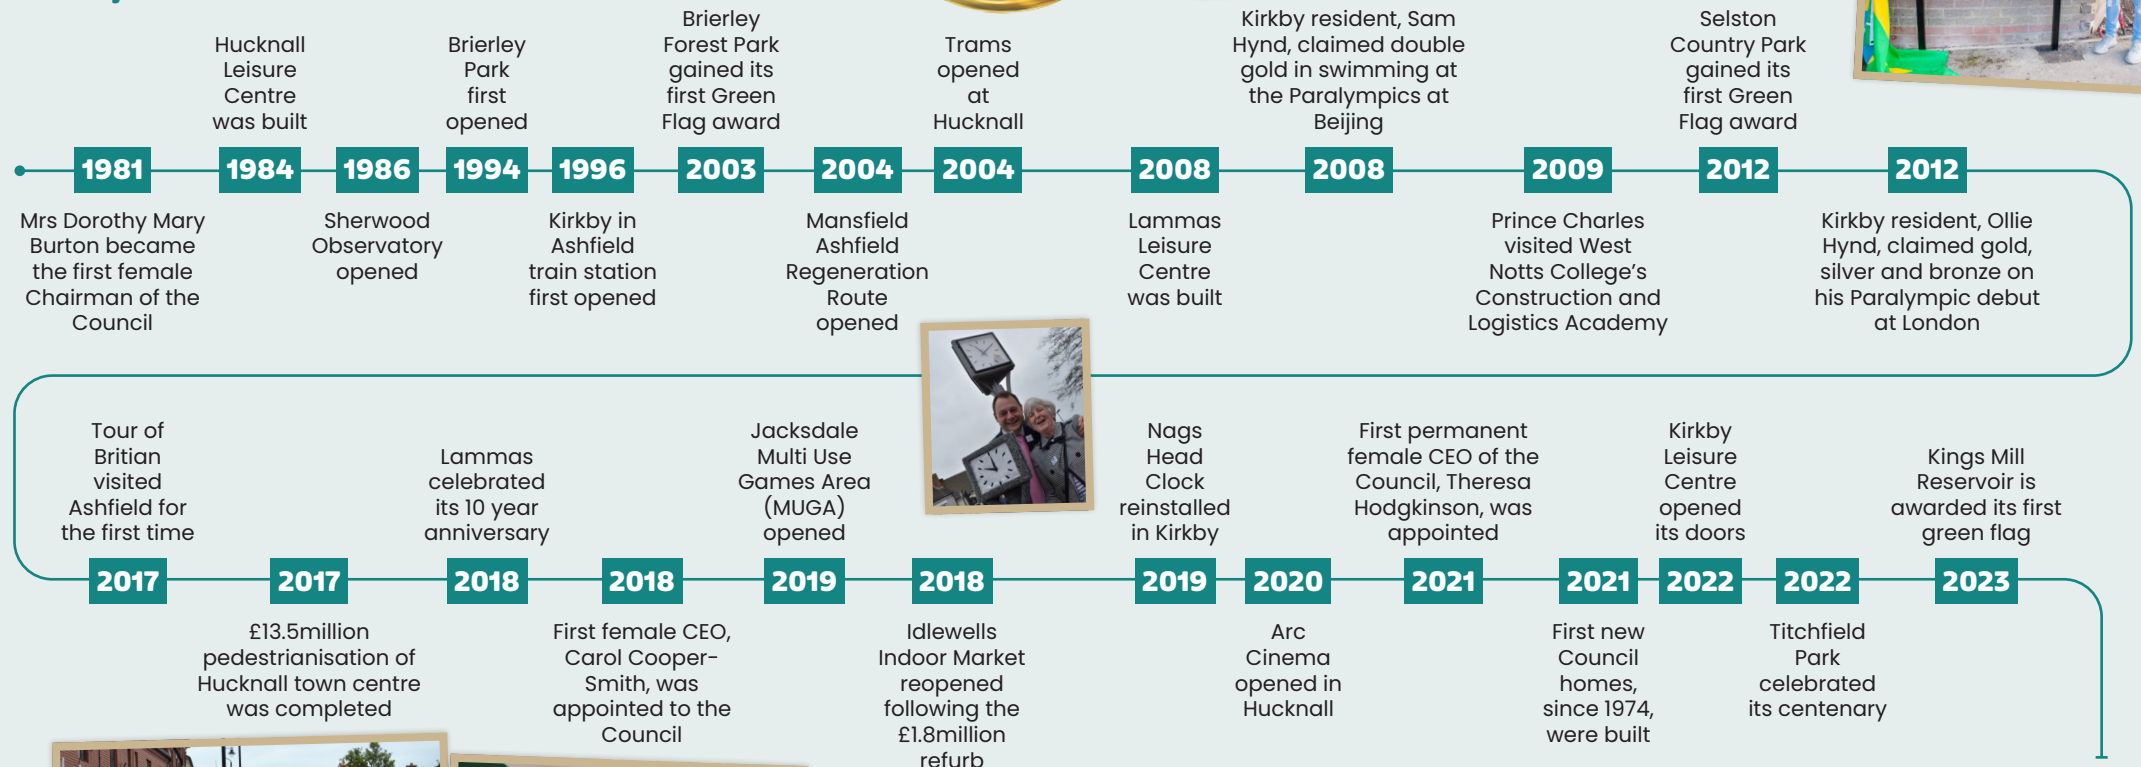 Hucknall
Leisure
Centre
was built
Brierley
Park
first
opened
Brierley
Forest Park
gained its
first Green
Flag award
Trams
opened
at
Hucknall
Kirkby resident, Sam
Hynd, claimed double
gold in swimming at
the Paralympics at
Beijing
Selston
Country Park
gained its
first Green
Flag award
1981 1984 1986 1994 1996 2003 2004 2004 2008 2008 2009 2012 2012
Mrs Dorothy Mary
Burton became
the first female
Chairman of the
Council
Sherwood
Observatory
opened
Kirkby in
Ashfield
train station
first opened
Mansfield
Ashfield
Regeneration
Route
opened
Lammas
Leisure
Centre
was built
Prince Charles
visited West
Notts College's
Construction and
Logistics Academy
Kirkby resident, Ollie
Hynd, claimed gold,
silver and bronze on
his Paralympic debut
at London
Tour of
Britian
visited
Ashfield for
the first time
Lammas
celebrated
its 10 year
anniversary
Jacksdale
Multi Use
Games Area
(MUGA)
opened
Nags
Head
Clock
reinstalled
in Kirkby
First permanent
female CEO of the
Council, Theresa
Hodgkinson, was
appointed
Kirkby
Leisure
Centre
opened
its doors
Kings Mill
Reservoir is
awarded its first
green flag
2017 2017 2018 2018 2019 2018 2019 2020 2021 2021 2022 2022 2023
£13.5million
pedestrianisation of
Hucknall town centre
was completed
First female CEO,
Carol Cooper-
Smith, was
appointed to the
Council
Idlewells
Indoor Market
reopened
following the
£1.8million
refurb
Arc
Cinema
opened in
Hucknall
First new
Council
homes,
since 1974,
were built
Titchfield
Park
celebrated
its centenary